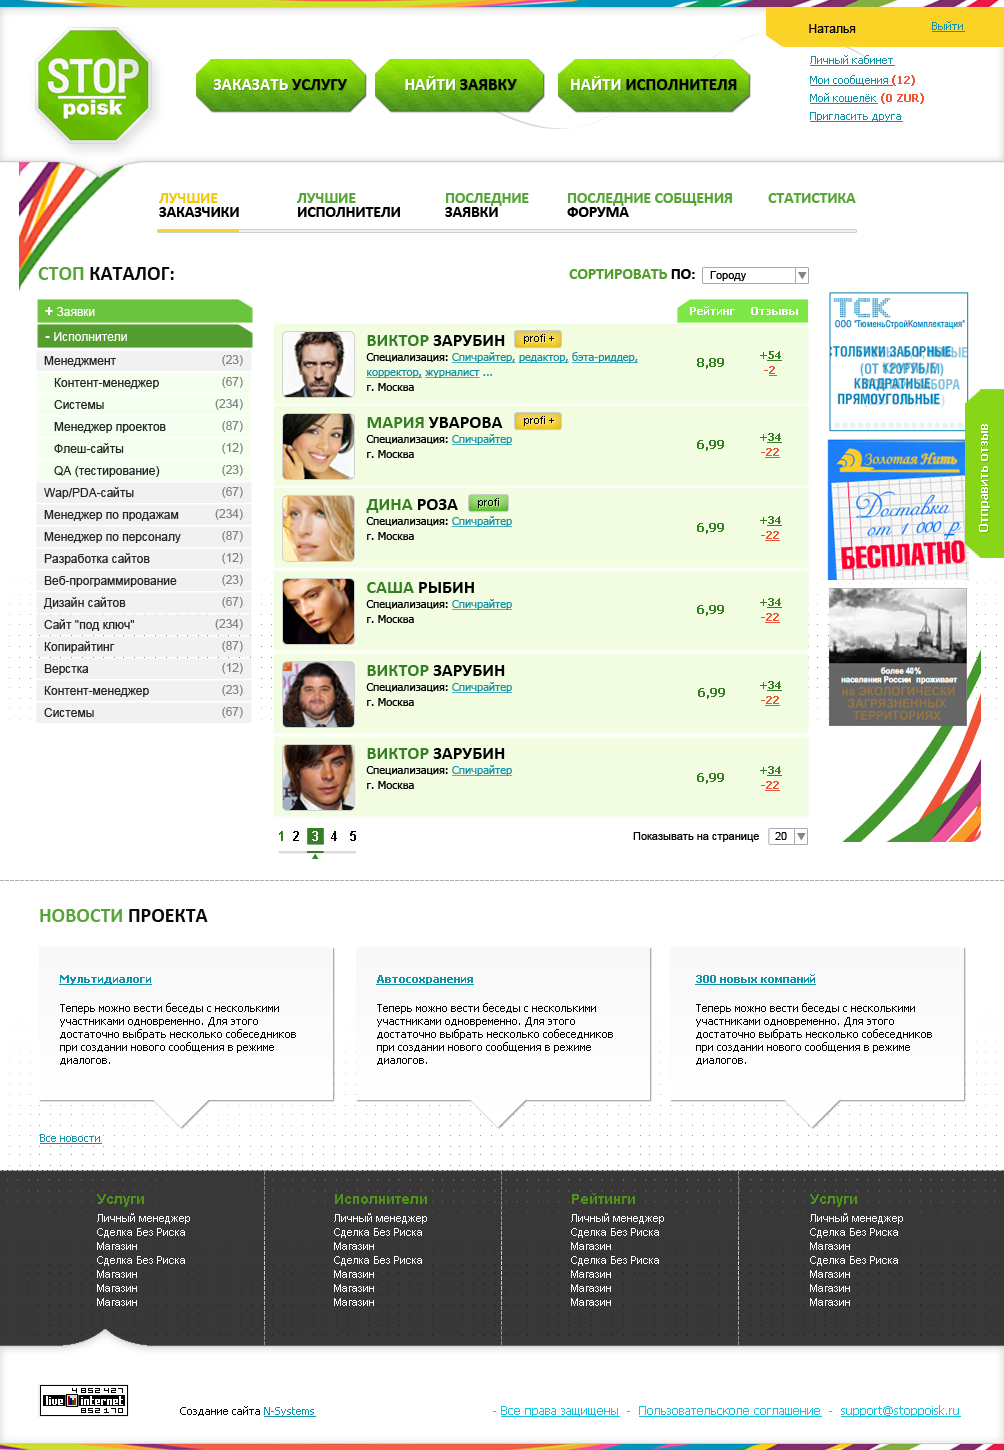 STOP
poisk
ЗАКАЗАТЬ УСЛУГУ
НАЙТИ ЗАЯВКУ
НАЙТИ ИСПОЛНИТЕЛЯ
Наталья
Выйти
Личный кабинет
Мои сообщения (12)
Мой кошелёк (0 ZUR)
Пригласить друга
ЛУЧШИЕ
ЗАКАЗЧИКИ
ЛУЧШИЕ
ИСПОЛНИТЕЛИ
ПОСЛЕДНИЕ
ЗАЯВКИ
ПОСЛЕДНИЕ СОБЩЕНИЯ
ФОРУМА
СТАТИСТИКА
СТОП КАТАЛОГ:
СОРТИРОВАТЬ ПО: Городу
+ Заявки
- Исполнители
Менеджмент (23)
Контент-менеджер (67)
Системы (234)
Менеджер проектов (87)
Флеш-сайты (12)
QA (тестирование) (23)
Wap/PDA-сайты (67)
Менеджер по продажам (234)
Менеджер по персоналу (87)
Разработка сайтов (12)
Веб-программирование (23)
Дизайн сайтов (67)
Сайт "под ключ" (234)
Копирайтинг (87)
Верстка (12)
Контент-менеджер (23)
Системы (67)
Рейтинг Отзывы
ВИКТОР ЗАРУБИН profi +
Специализация: Спичрайтер, редактор, бэта-риддер,
корректор, журналист ...
г. Москва
8,89
+54
-2
МАРИЯ УВАРОВА profi +
Специализация: Спичрайтер
г. Москва
6,99
+34
-22
ДИНА РОЗА profi
Специализация: Спичрайтер
г. Москва
6,99
+34
-22
САША РЫБИН
Специализация: Спичрайтер
г. Москва
6,99
+34
-22
ВИКТОР ЗАРУБИН
Специализация: Спичрайтер
г. Москва
6,99
+34
-22
ВИКТОР ЗАРУБИН
Специализация: Спичрайтер
г. Москва
6,99
+34
-22
1 2 3 4 5
Показывать на странице 20
ТСК
ООО "ТюменьСтройКомплектация"
СТОЛБИКИ ЗАБОРНЫЕ
КВАДРАТНЫЕ
ПРЯМОУГОЛЬНЫЕ
Золотая Нить
Доставка
от 1 000 р
БЕСПЛАТНО
Отправить отзыв
более 40%
населения России проживает
на ЭКОЛОГИЧЕСКИ
ЗАГРЯЗНЕННЫХ
ТЕРРИТОРИЯХ
НОВОСТИ ПРОЕКТА
Мультидиалоги
Теперь можно вести беседы с несколькими
участниками одновременно. Для этого
достаточно выбрать несколько собеседников
при создании нового сообщения в режиме
диалогов.
Автосохранения
Теперь можно вести беседы с несколькими
участниками одновременно. Для этого
достаточно выбрать несколько собеседников
при создании нового сообщения в режиме
диалогов.
300 новых компаний
Теперь можно вести беседы с несколькими
участниками одновременно. Для этого
достаточно выбрать несколько собеседников
при создании нового сообщения в режиме
диалогов.
Все новости
Услуги
Личный менеджер
Сделка Без Риска
Магазин
Сделка Без Риска
Магазин
Магазин
Магазин
Исполнители
Личный менеджер
Сделка Без Риска
Магазин
Сделка Без Риска
Магазин
Магазин
Магазин
Рейтинги
Личный менеджер
Сделка Без Риска
Магазин
Сделка Без Риска
Магазин
Магазин
Магазин
Услуги
Личный менеджер
Сделка Без Риска
Магазин
Сделка Без Риска
Магазин
Магазин
Магазин
4 852 427
live internet
852 170
Создание сайта N-Systems
- Все права защищены - Пользовательсколе соглашение - support@stoppoisk.ru